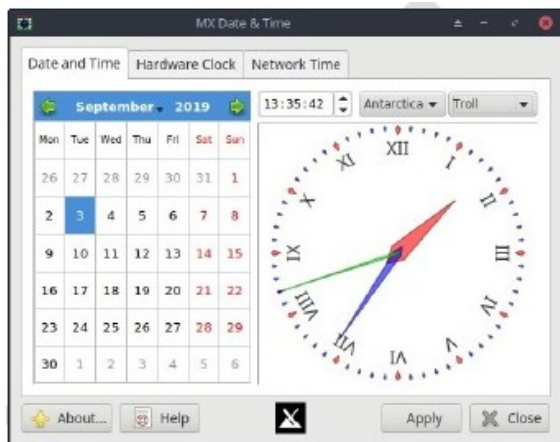 MX Date & Time
Date and Time Hardware Clock Network Time
September 2019 13:35:42 Antarctica Troll
Mon Tue Wed Thu Fri Sat Sun
26 27 28 29 30 31 1
2 3 4 5 6 7 8
9 10 11 12 13 14 15
16 17 18 19 20 21 22
23 24 25 26 27 28 29
30 1 2 3 4 5 6
XII
I
II
III
IV
V
VI
VII
VIII
IX
X
XI
About... Help Apply Close